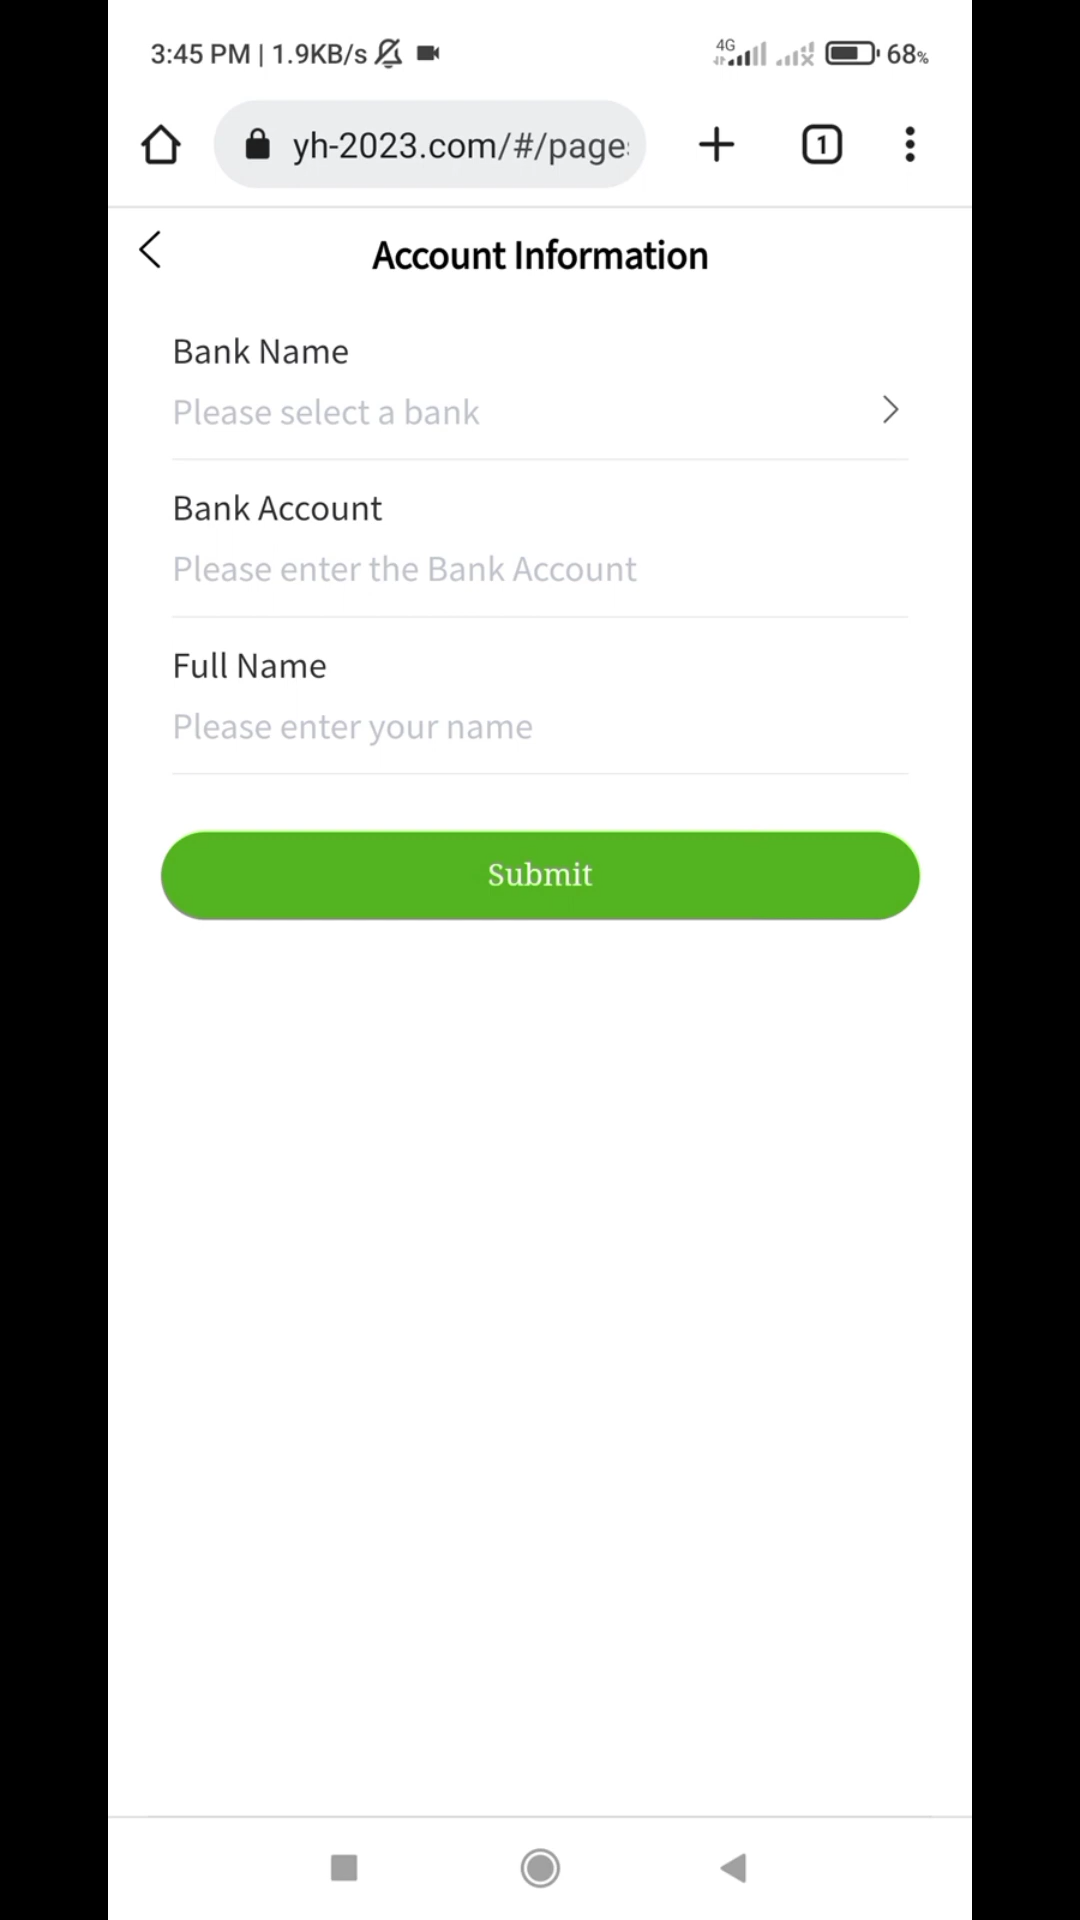 3:45 PM | 1.9KB/s 4G 68%
yh-2023.com/#/page 1
Account Information
Bank Name
Please select a bank
Bank Account
Please enter the Bank Account
Full Name
Please enter your name
Submit